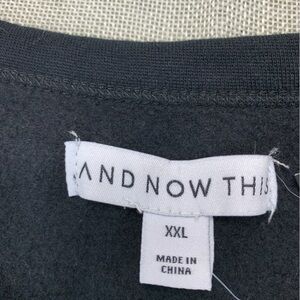 AND NOW THIS
XXL
MADE IN
CHINA